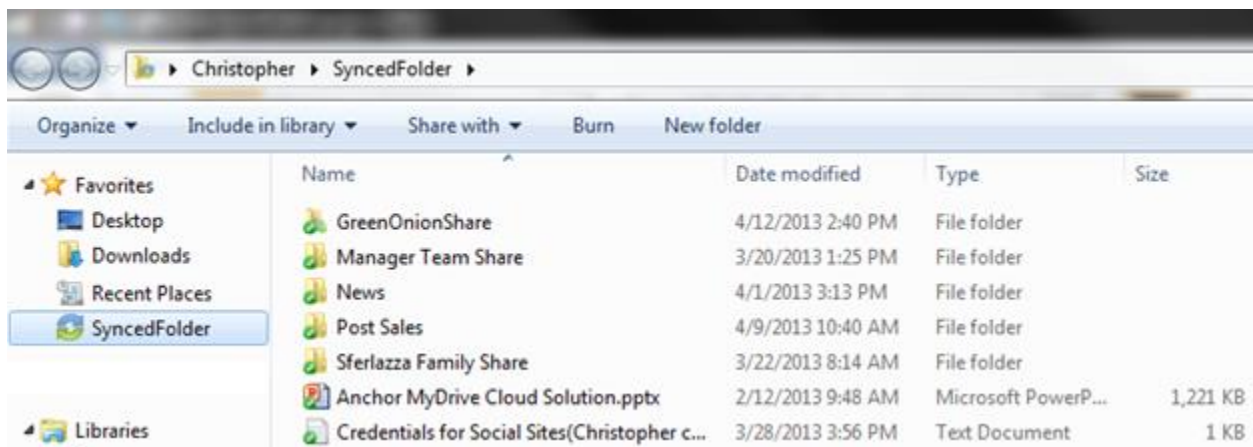 Christopher SyncedFolder
Organize Include in library Share with Burn New folder
Favorites
Desktop
Downloads
Recent Places
SyncedFolder
Libraries
Name Date modified Type Size
GreenOnionShare 4/12/2013 2:40 PM File folder
Manager Team Share 3/20/2013 1:25 PM File folder
News 4/1/2013 3:13 PM File folder
Post Sales 4/9/2013 10:40 AM File folder
Sferlazza Family Share 3/22/2013 8:14 AM File folder
Anchor MyDrive Cloud Solution.pptx 2/12/2013 9:48 AM Microsoft PowerP... 1,221 KB
Credentials for Social Sites(Christopher c... 3/28/2013 3:56 PM Text Document 1 KB